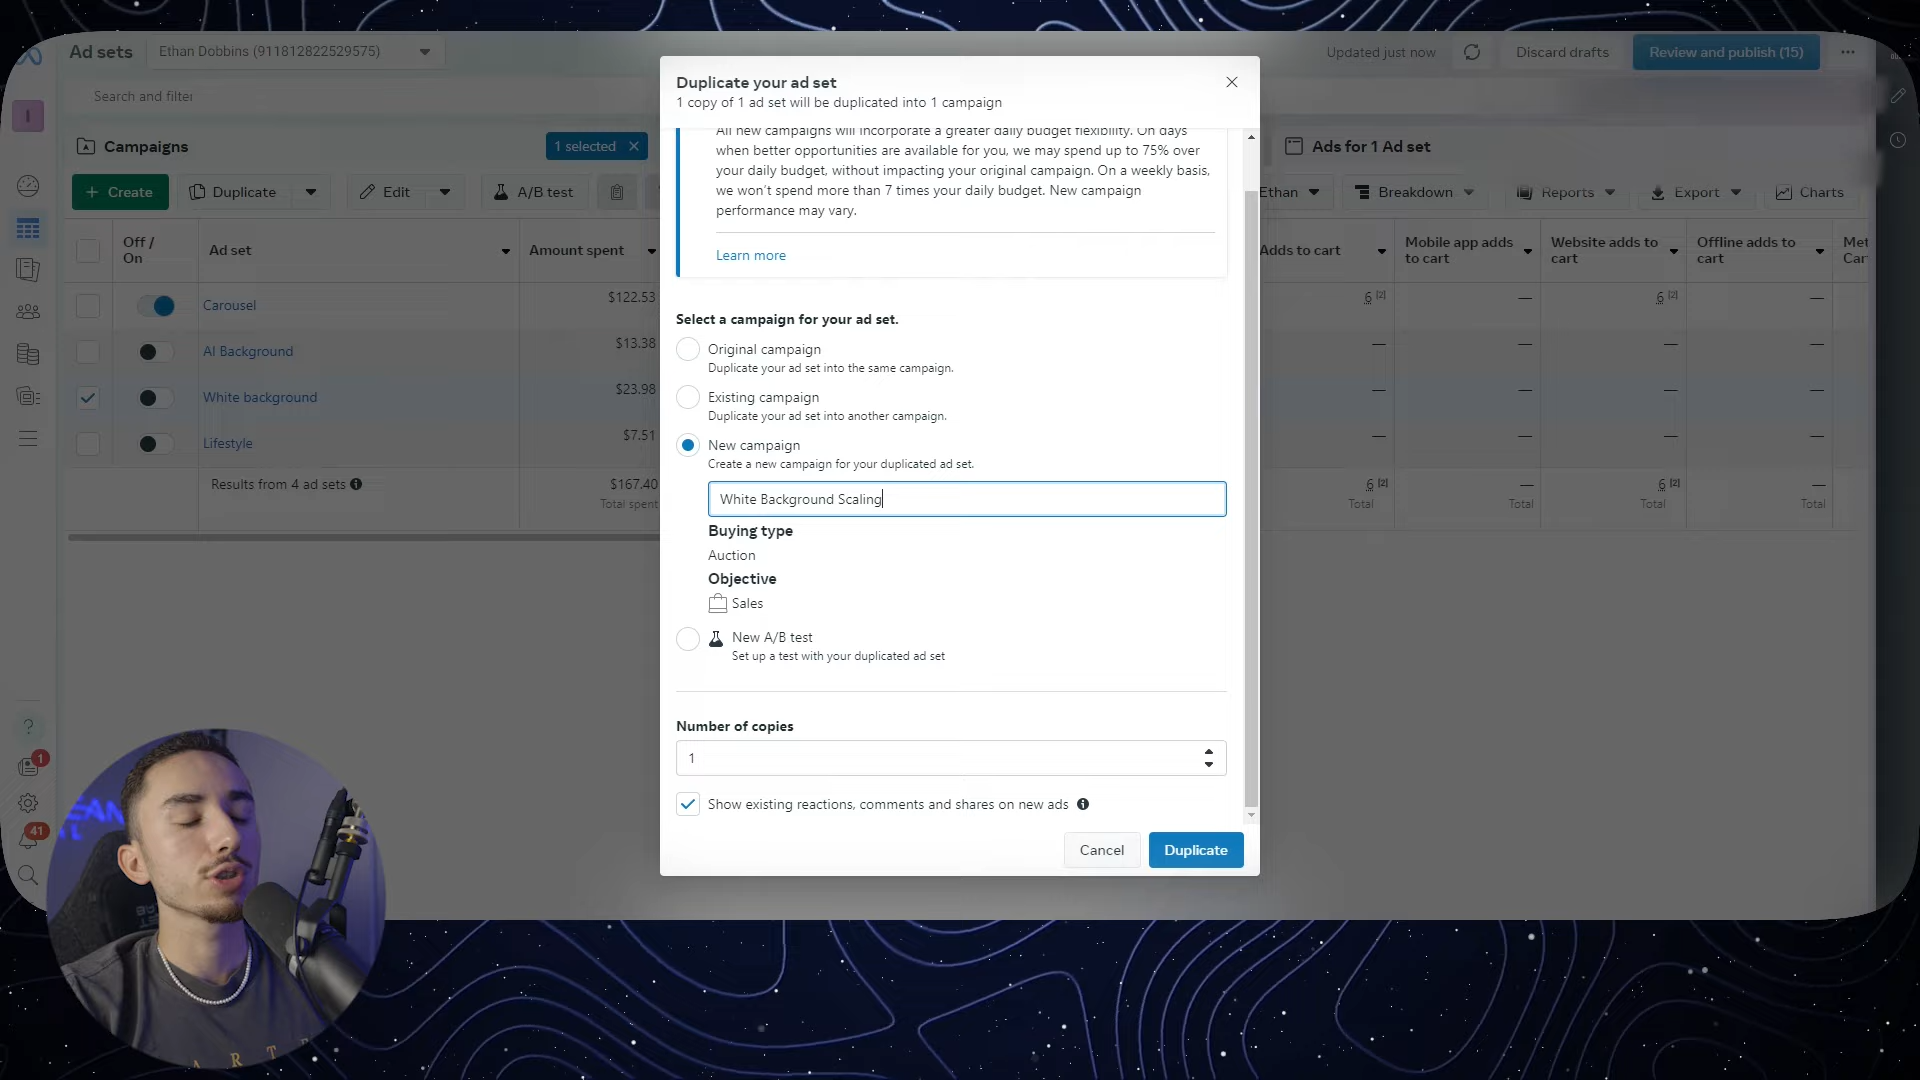 Ad sets
Ethan Dobbins (911812822529575)
Updated just now
Discard drafts
Review and publish (15)
Search and filter
Campaigns
1 selected
Ads for 1 Ad set
Create
Duplicate
Edit
A/B test
Ethan
Breakdown
Reports
Export
Charts
Off / On
Ad set
Amount spent
Adds to cart
Mobile app adds to cart
Website adds to cart
Offline adds to cart
Carousel
$122.53
6 [2]
—
6 [2]
—
AI Background
$13.38
—
—
—
—
White background
$23.98
—
—
—
—
Lifestyle
$7.51
—
—
—
—
Results from 4 ad sets
$167.40
Total spent
6 [2]
Total
—
Total
6 [2]
Total
—
Total
Duplicate your ad set
1 copy of 1 ad set will be duplicated into 1 campaign
All new campaigns will incorporate a greater daily budget flexibility. On days
when better opportunities are available for you, we may spend up to 75% over
your daily budget, without impacting your original campaign. On a weekly basis,
we won't spend more than 7 times your daily budget. New campaign
performance may vary.
Learn more
Select a campaign for your ad set.
Original campaign
Duplicate your ad set into the same campaign.
Existing campaign
Duplicate your ad set into another campaign.
New campaign
Create a new campaign for your duplicated ad set.
White Background Scaling
Buying type
Auction
Objective
Sales
New A/B test
Set up a test with your duplicated ad set
Number of copies
1
Show existing reactions, comments and shares on new ads
Cancel
Duplicate
I
?
1
41